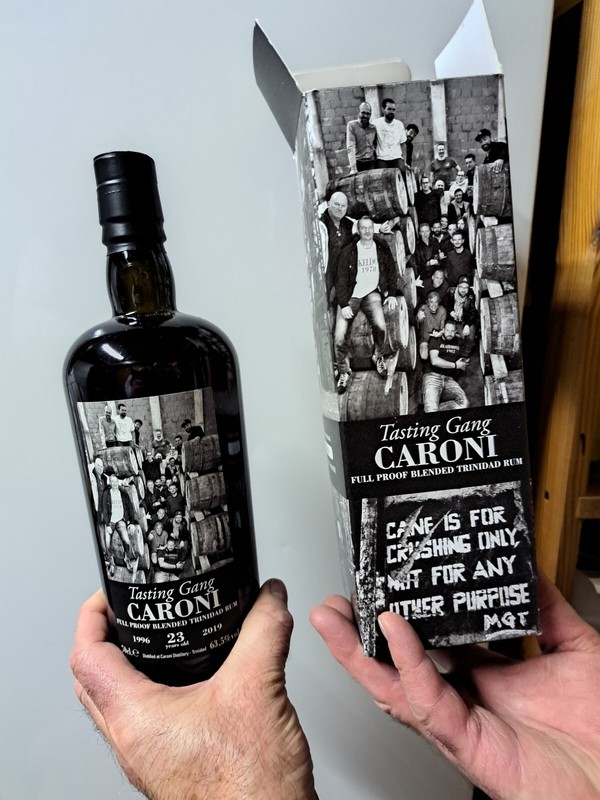 Tasting Gang
CARONI
FULL PROOF BLENDED TRINIDAD RUM
1996 23 2019
years old
70cl. Distilled at Caroni Distillery - Trinidad 63,5%
Tasting Gang
CARONI
FULL PROOF BLENDED TRINIDAD RUM
CANE IS FOR
CRUSHING ONLY
NOT FOR ANY
OTHER PURPOSE
MGT